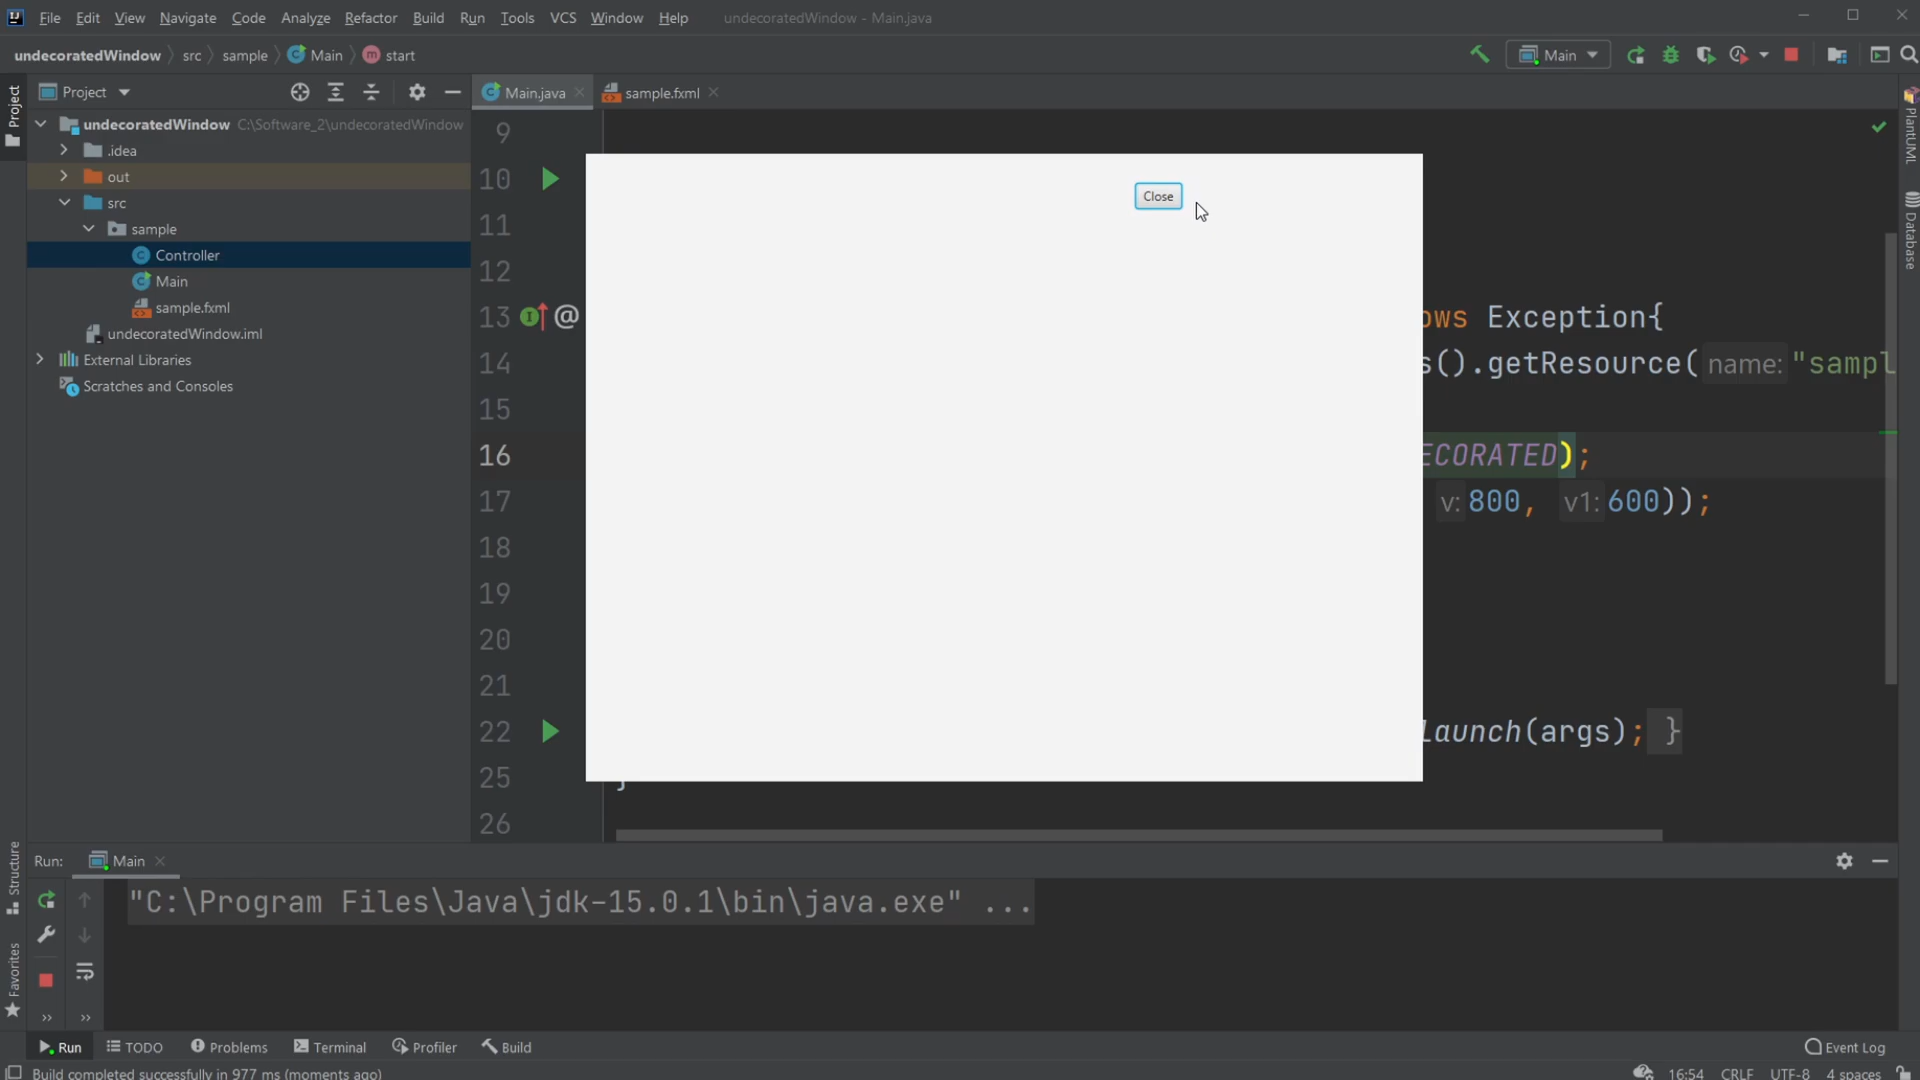 File Edit View Navigate Code Analyze Refactor Build Run Tools VCS Window Help undecoratedWindow - Main.java
undecoratedWindow src sample Main start
Main
Project
Main.java
sample.fxml
Project
undecoratedWindow C:\Software_2\undecoratedWindow
.idea
out
src
sample
Controller
Main
sample.fxml
undecoratedWindow.iml
External Libraries
Scratches and Consoles
PlantUML
Database
Close
9
10
11
12
13 @ ows Exception{
14 s().getResource( name: "sampl
15
16 ECORATED);
17 v: 800, v1: 600));
18
19
20
21
22 launch(args); }
25 }
26
Structure
Favorites
Run: Main
"C:\Program Files\Java\jdk-15.0.1\bin\java.exe" ...
Run TODO Problems Terminal Profiler Build Event Log
Build completed successfully in 977 ms (moments ago) 16:54 CRLF UTF-8 4 spaces